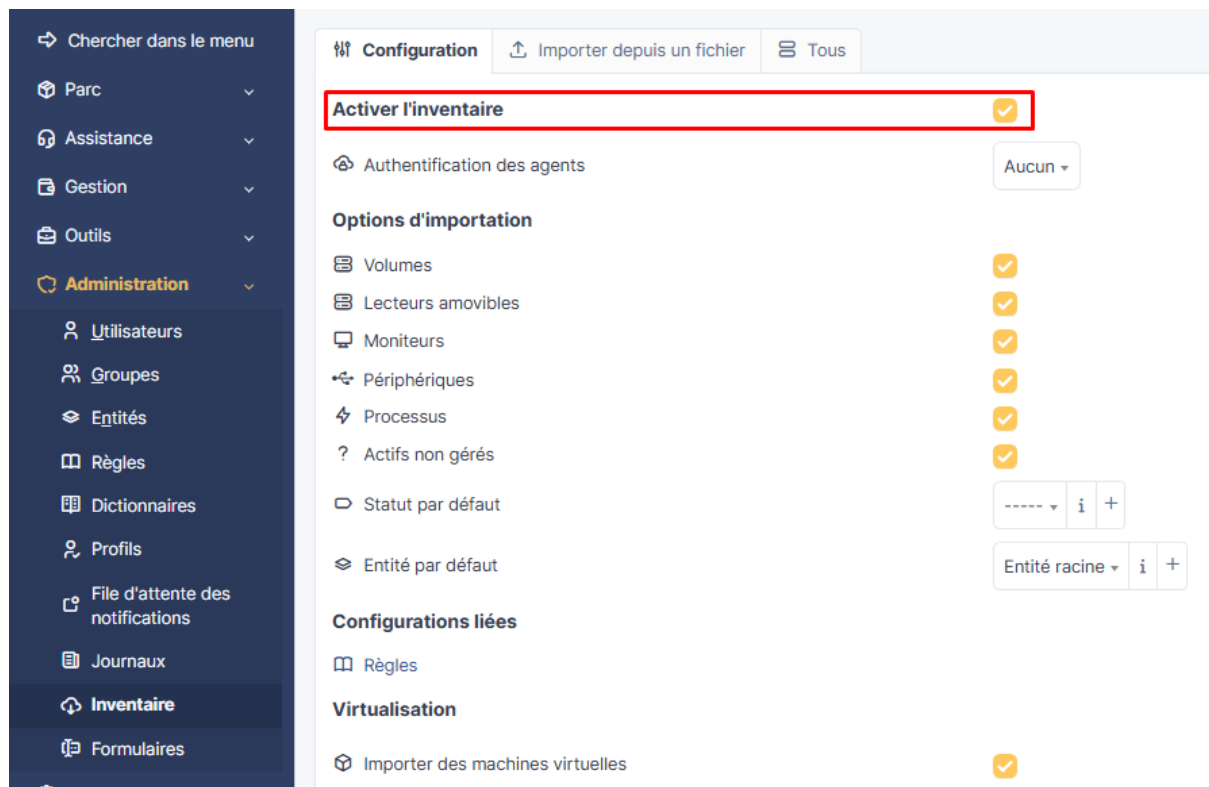 Chercher dans le menu
Parc
Assistance
Gestion
Outils
Administration
Utilisateurs
Groupes
Entités
Règles
Dictionnaires
Profils
File d'attente des
notifications
Journaux
Inventaire
Formulaires
Configuration
Importer depuis un fichier
Tous
Activer l'inventaire
Authentification des agents
Aucun
Options d'importation
Volumes
Lecteurs amovibles
Moniteurs
Périphériques
Processus
? Actifs non gérés
Statut par défaut
----- i +
Entité par défaut
Entité racine i +
Configurations liées
Règles
Virtualisation
Importer des machines virtuelles